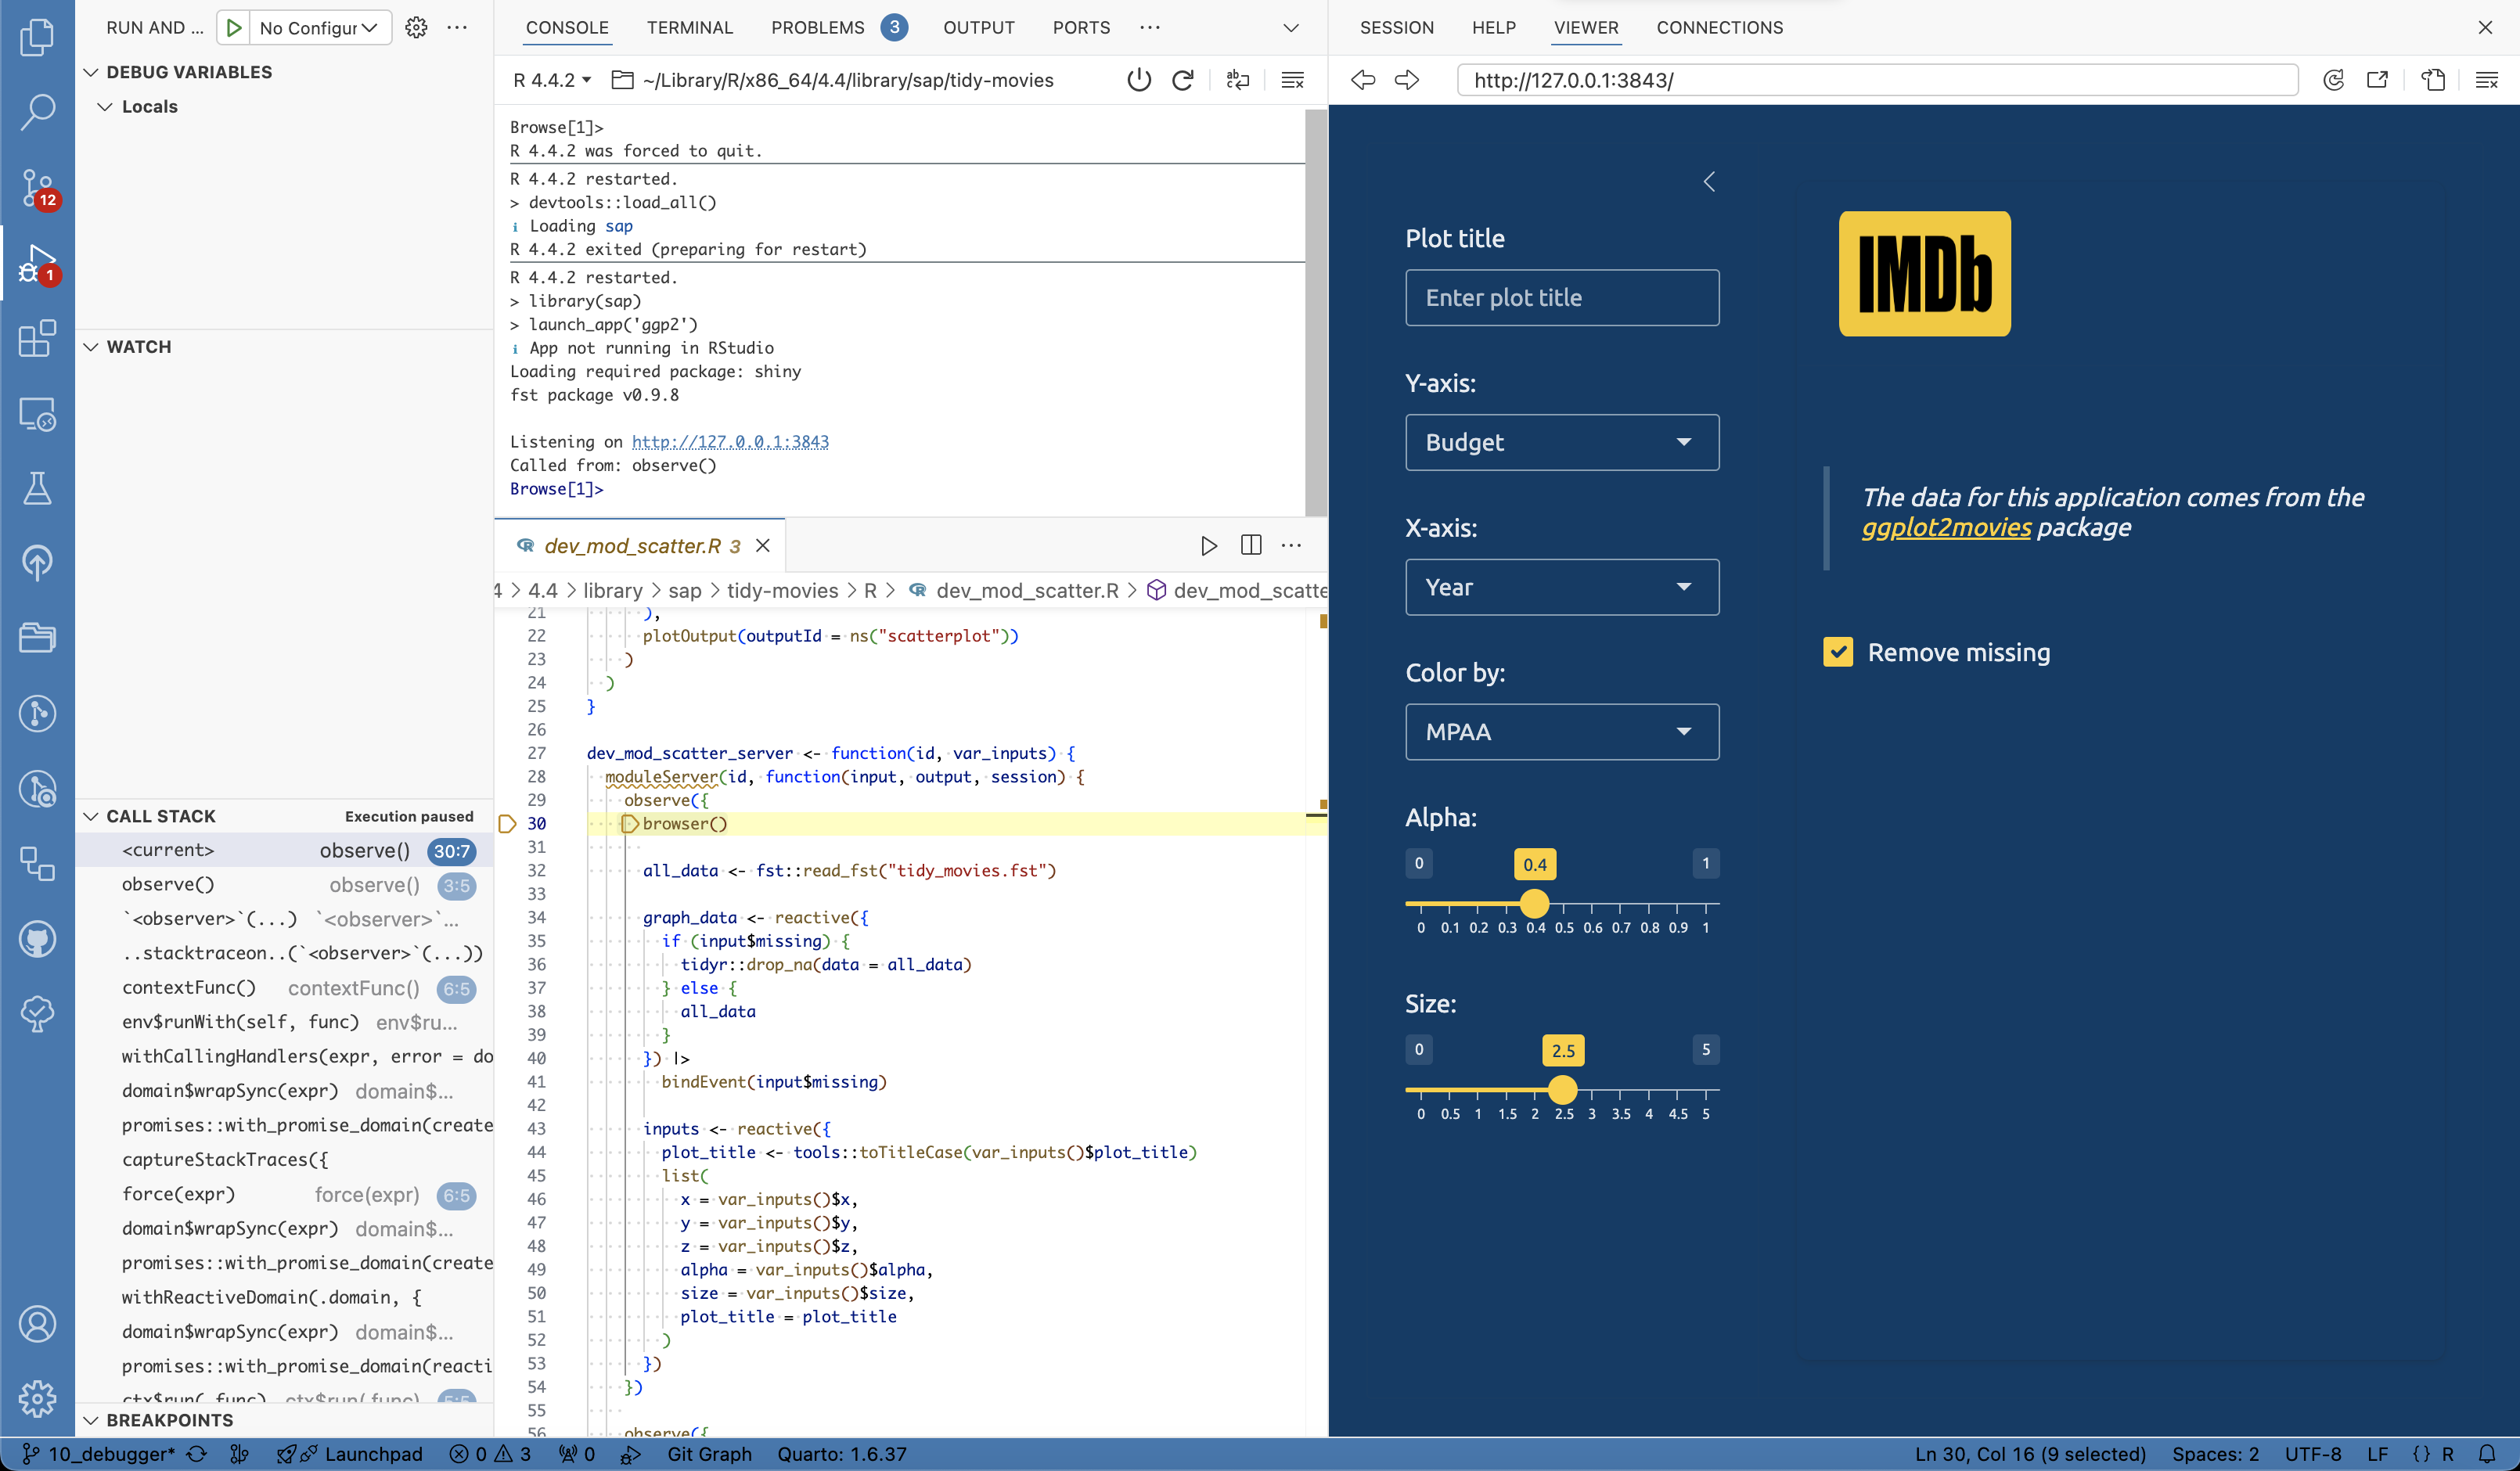 RUN AND ...
No Configur
DEBUG VARIABLES
Locals
WATCH
CALL STACK
Execution paused
<current> observe() 30:7
observe() observe() 3:5
`<observer>`(...) `<observer>`...
..stacktraceon..(`<observer>`(...))
contextFunc() contextFunc() 6:5
env$runWith(self, func) env$ru...
withCallingHandlers(expr, error = do
domain$wrapSync(expr) domain$...
promises::with_promise_domain(create
captureStackTraces({
force(expr) force(expr) 6:5
domain$wrapSync(expr) domain$...
promises::with_promise_domain(create
withReactiveDomain(.domain, {
domain$wrapSync(expr) domain$...
promises::with_promise_domain(reacti
ctx$run(.func) ctx$run(.func) 5:5
BREAKPOINTS
12
1
CONSOLE TERMINAL PROBLEMS 3 OUTPUT PORTS
R 4.4.2 ~/Library/R/x86_64/4.4/library/sap/tidy-movies
Browse[1]>
R 4.4.2 was forced to quit.
R 4.4.2 restarted.
> devtools::load_all()
ℹ Loading sap
R 4.4.2 exited (preparing for restart)
R 4.4.2 restarted.
> library(sap)
> launch_app('ggp2')
ℹ App not running in RStudio
Loading required package: shiny
fst package v0.9.8
Listening on http://127.0.0.1:3843
Called from: observe()
Browse[1]>
dev_mod_scatter.R 3
4 > 4.4 > library > sap > tidy-movies > R > dev_mod_scatter.R > dev_mod_scatte
21 ),
22 plotOutput(outputId = ns("scatterplot"))
23 )
24 )
25 }
26
27 dev_mod_scatter_server <- function(id, var_inputs) {
28 moduleServer(id, function(input, output, session) {
29 observe({
30 browser()
31
32 all_data <- fst::read_fst("tidy_movies.fst")
33
34 graph_data <- reactive({
35 if (input$missing) {
36 tidyr::drop_na(data = all_data)
37 } else {
38 all_data
39 }
40 }) |>
41 bindEvent(input$missing)
42
43 inputs <- reactive({
44 plot_title <- tools::toTitleCase(var_inputs()$plot_title)
45 list(
46 x = var_inputs()$x,
47 y = var_inputs()$y,
48 z = var_inputs()$z,
49 alpha = var_inputs()$alpha,
50 size = var_inputs()$size,
51 plot_title = plot_title
52 )
53 })
54 })
55
56 observe({
SESSION HELP VIEWER CONNECTIONS
http://127.0.0.1:3843/
Plot title
Enter plot title
Y-axis:
Budget
X-axis:
Year
Color by:
MPAA
Alpha:
0 0.4 1
0 0.1 0.2 0.3 0.4 0.5 0.6 0.7 0.8 0.9 1
Size:
0 2.5 5
0 0.5 1 1.5 2 2.5 3 3.5 4 4.5 5
IMDb
The data for this application comes from the
ggplot2movies package
Remove missing
10_debugger* Launchpad 0 3 0 Git Graph Quarto: 1.6.37 Ln 30, Col 16 (9 selected) Spaces: 2 UTF-8 LF {} R